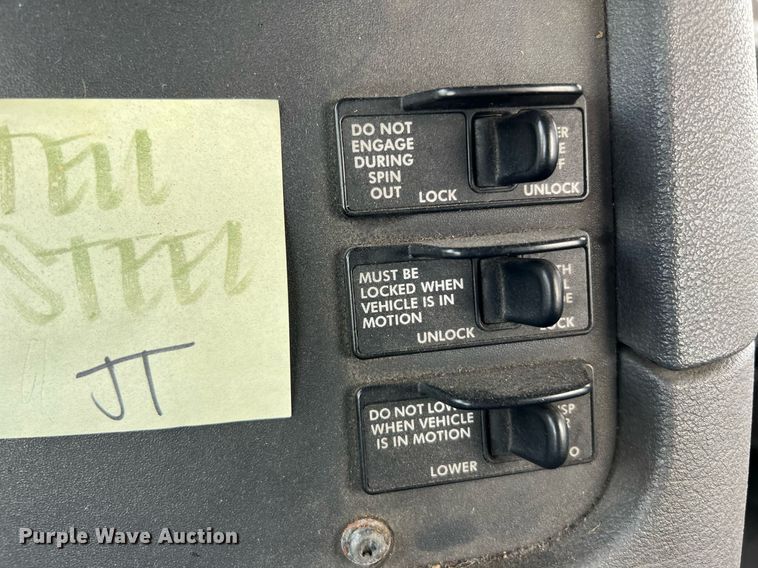 STEEL
JT
DO NOT
ENGAGE
DURING
SPIN
OUT
LOCK
UNLOCK
MUST BE
LOCKED WHEN
VEHICLE IS IN
MOTION
UNLOCK
LOCK
DO NOT
WHEN VEHICLE
IS IN MOTION
LOWER
Purple Wave Auction